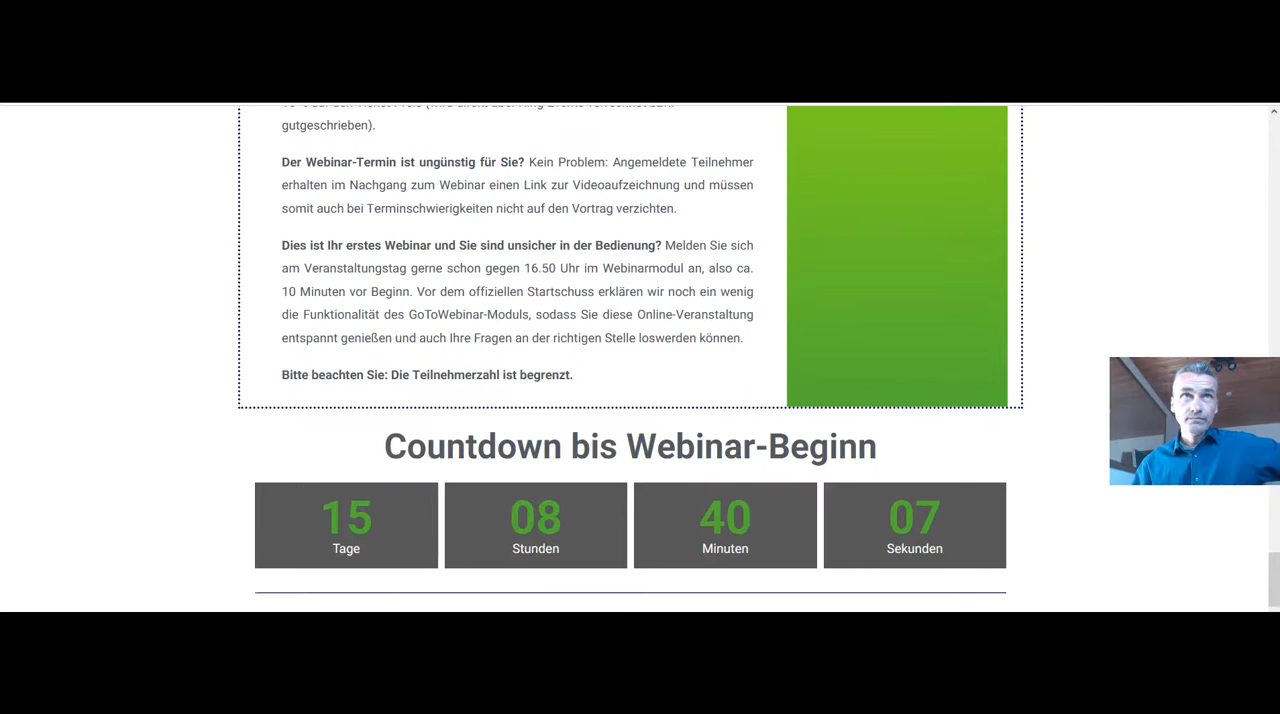 gutgeschrieben).
Der Webinar-Termin ist ungünstig für Sie? Kein Problem: Angemeldete Teilnehmer
erhalten im Nachgang zum Webinar einen Link zur Videoaufzeichnung und müssen
somit auch bei Terminschwierigkeiten nicht auf den Vortrag verzichten.
Dies ist Ihr erstes Webinar und Sie sind unsicher in der Bedienung? Melden Sie sich
am Veranstaltungstag gerne schon gegen 16.50 Uhr im Webinarmodul an, also ca.
10 Minuten vor Beginn. Vor dem offiziellen Startschuss erklären wir noch ein wenig
die Funktionalität des GoToWebinar-Moduls, sodass Sie diese Online-Veranstaltung
entspannt genießen und auch Ihre Fragen an der richtigen Stelle loswerden können.
Bitte beachten Sie: Die Teilnehmerzahl ist begrenzt.
Countdown bis Webinar-Beginn
15 08 40 07
Tage Stunden Minuten Sekunden